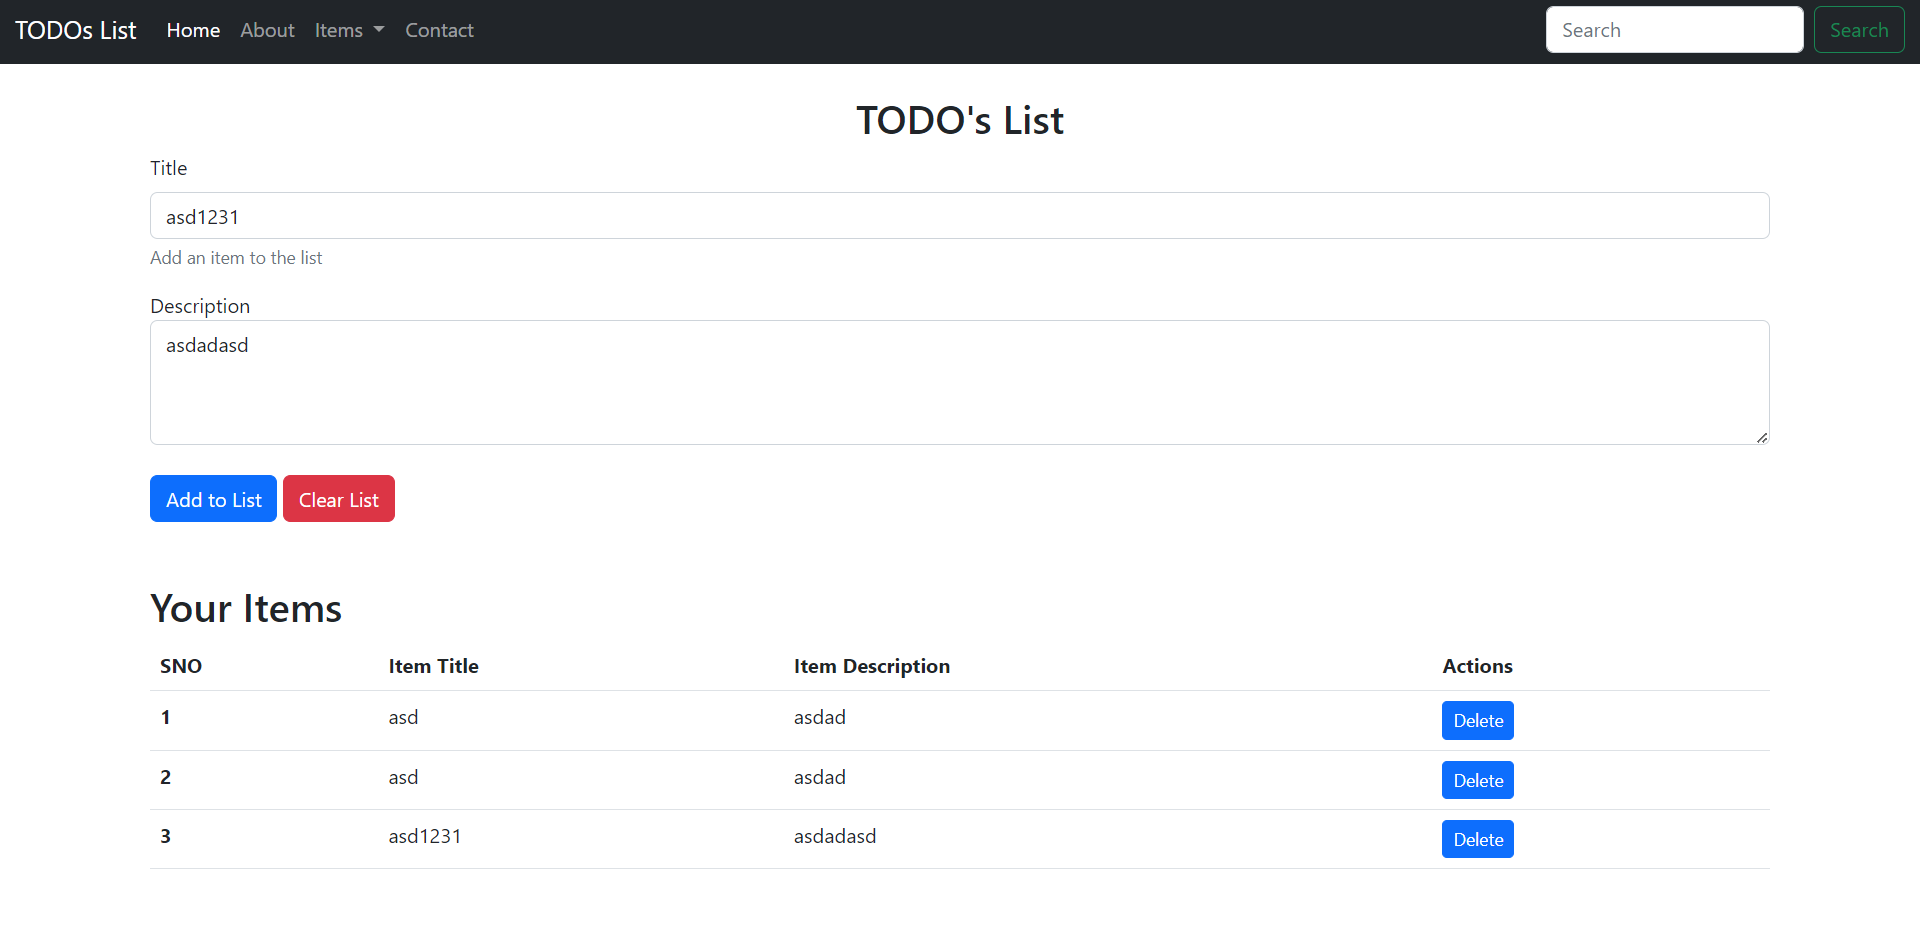 TODOs List Home About Items Contact Search Search
TODO's List
Title
asd1231
Add an item to the list
Description
asdadasd
Add to List Clear List
Your Items
SNO Item Title Item Description Actions
1 asd asdad Delete
2 asd asdad Delete
3 asd1231 asdadasd Delete